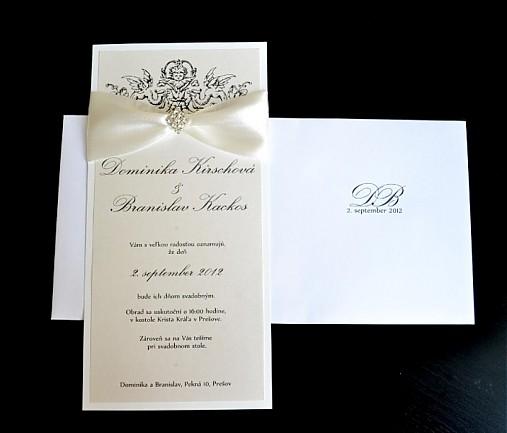 Dominika Kirschová
&
Branislav Kackos
Vám s veľkou radosťou oznamujú,
že deň
2. september 2012
bude ich dňom svadobným.
Obrad sa uskutoční o 16:00 hodine,
v kostole Krista Kráľa v Prešove.
Zároveň sa na Vás tešíme
pri svadobnom stole.
Dominika a Branislav, Pekná 10, Prešov
DB
2. september 2012